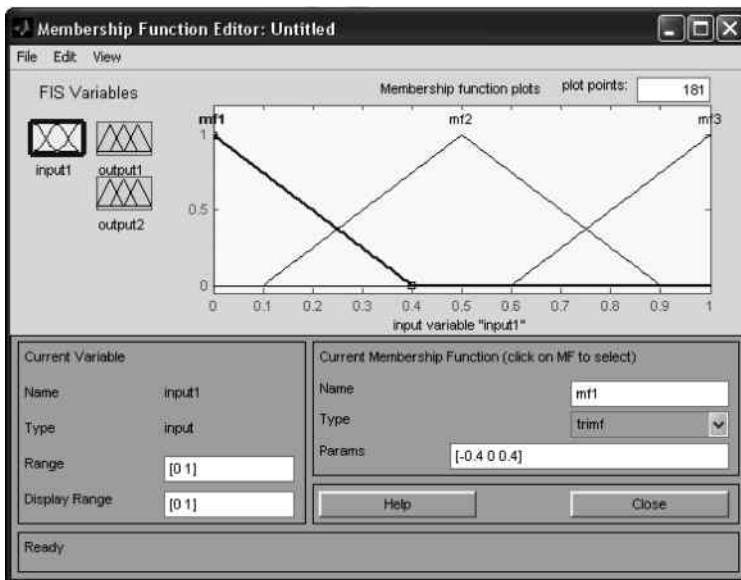 Membership Function Editor: Untitled
File Edit View
FIS Variables
Membership function plots
plot points: 181
input1
output1
output2
mf1
mf2
mf3
1
0.5
0
0 0.1 0.2 0.3 0.4 0.5 0.6 0.7 0.8 0.9 1
input variable "input1"
Current Variable
Name input1
Type input
Range [0 1]
Display Range [0 1]
Current Membership Function (click on MF to select)
Name mf1
Type trimf
Params [-0.4 0 0.4]
Help Close
Ready